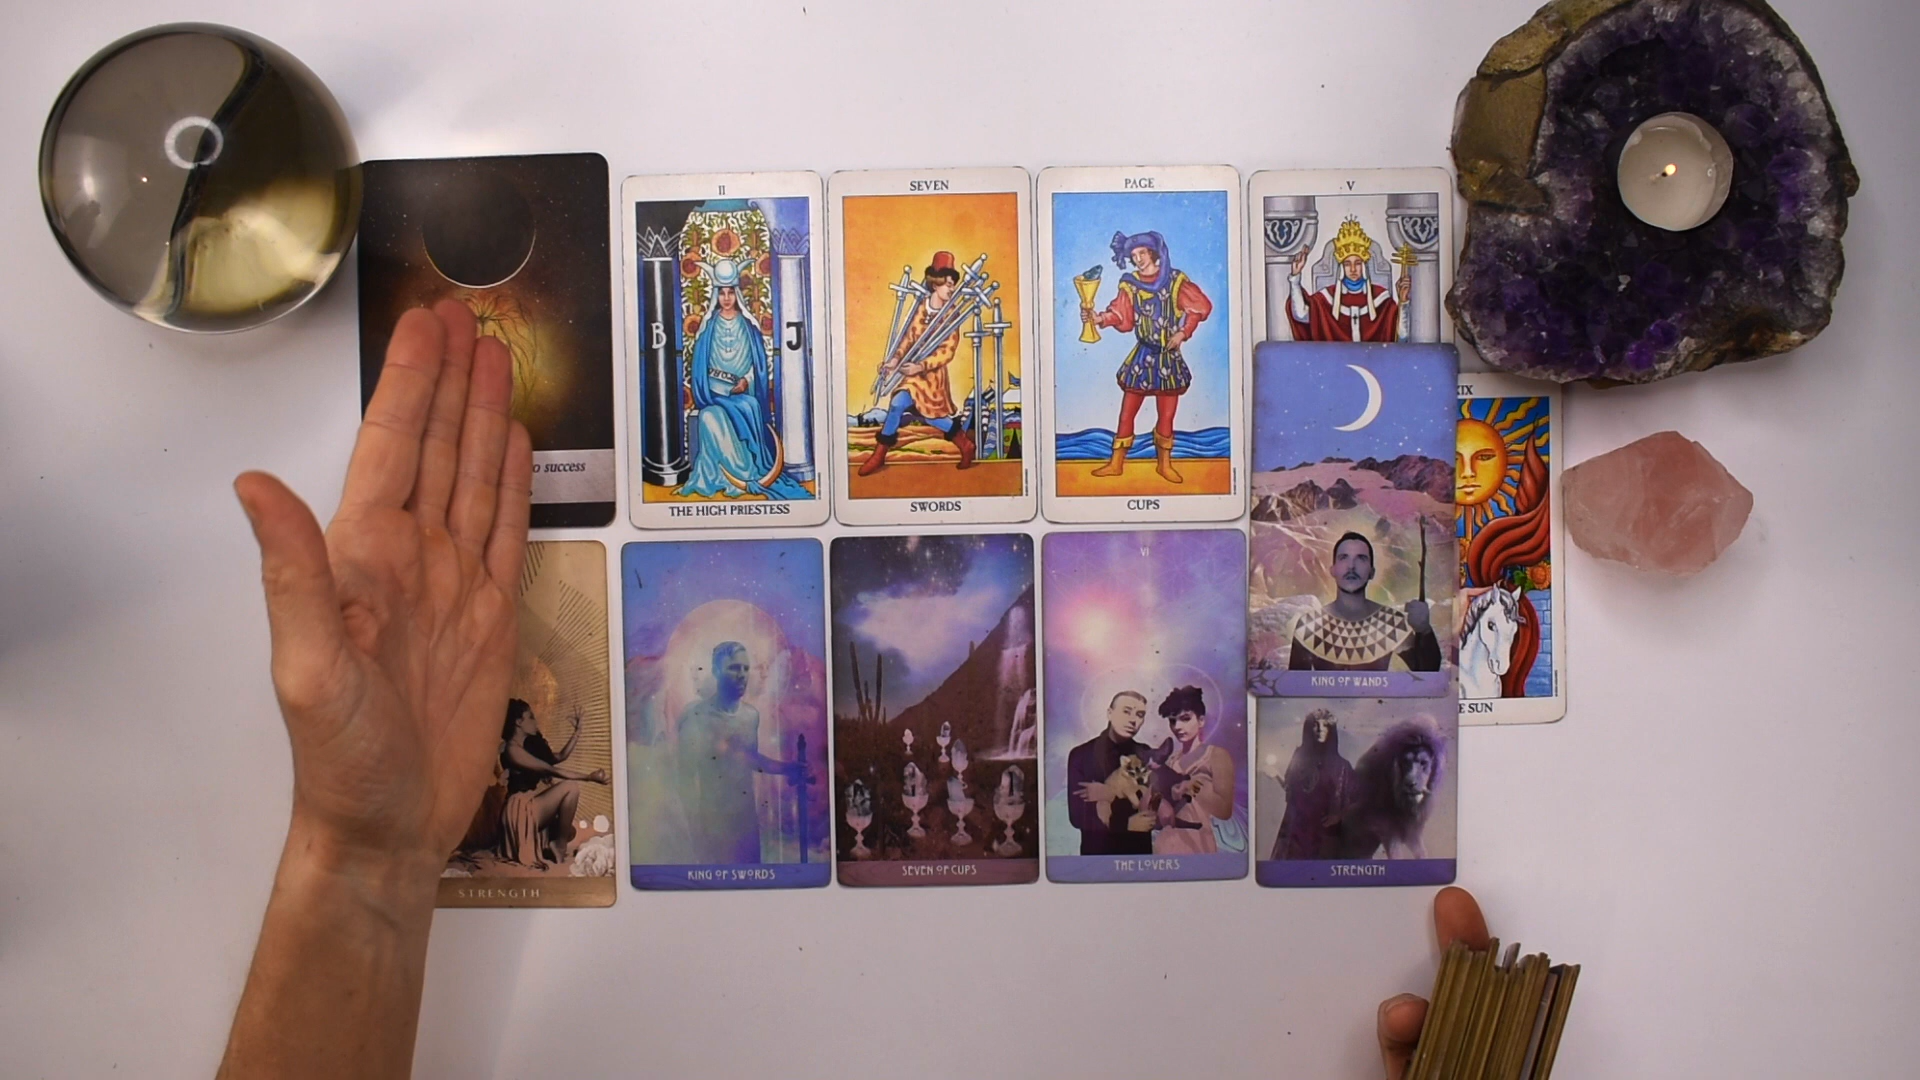 II
SEVEN
PAGE
V
B
J
o success
THE HIGH PRIESTESS
SWORDS
CUPS
XIX
VI
KING OF WANDS
E SUN
STRENGTH
KING OF SWORDS
SEVEN OF CUPS
THE LOVERS
STRENGTH